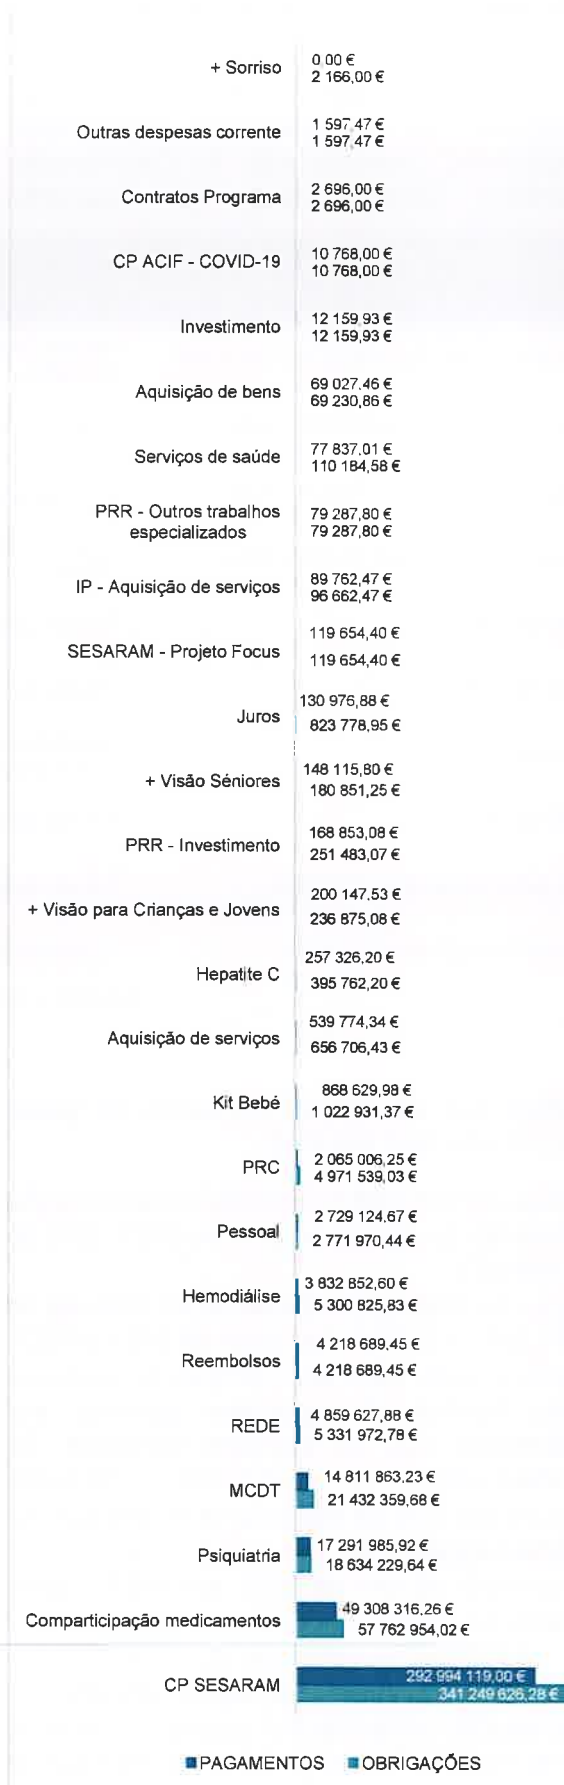 + Sorriso
0,00 €
2 166,00 €
Outras despesas corrente
1 597,47 €
1 597,47 €
Contratos Programa
2 696,00 €
2 696,00 €
CP ACIF - COVID-19
10 768,00 €
10 768,00 €
Investimento
12 159,93 €
12 159,93 €
Aquisição de bens
69 027,46 €
69 230,86 €
Serviços de saúde
77 837,01 €
110 184,58 €
PRR - Outros trabalhos
especializados
79 287,80 €
79 287,80 €
IP - Aquisição de serviços
89 762,47 €
96 662,47 €
SESARAM - Projeto Focus
119 654,40 €
119 654,40 €
Juros
130 976,88 €
823 778,95 €
+ Visão Séniores
148 115,80 €
180 851,25 €
PRR - Investimento
168 853,08 €
251 483,07 €
+ Visão para Crianças e Jovens
200 147,53 €
236 875,08 €
Hepatite C
257 326,20 €
395 762,20 €
Aquisição de serviços
539 774,34 €
656 706,43 €
Kit Bebé
868 629,98 €
1 022 931,37 €
PRC
2 065 006,25 €
4 971 539,03 €
Pessoal
2 729 124,67 €
2 771 970,44 €
Hemodiálise
3 832 852,60 €
5 300 825,83 €
Reembolsos
4 218 689,45 €
4 218 689,45 €
REDE
4 859 627,88 €
5 331 972,78 €
MCDT
14 811 863,23 €
21 432 359,68 €
Psiquiatria
17 291 985,92 €
18 634 229,64 €
Comparticipação medicamentos
49 308 316,26 €
57 762 954,02 €
CP SESARAM
292 994 119,00 €
341 249 626,28 €
PAGAMENTOS OBRIGAÇÕES